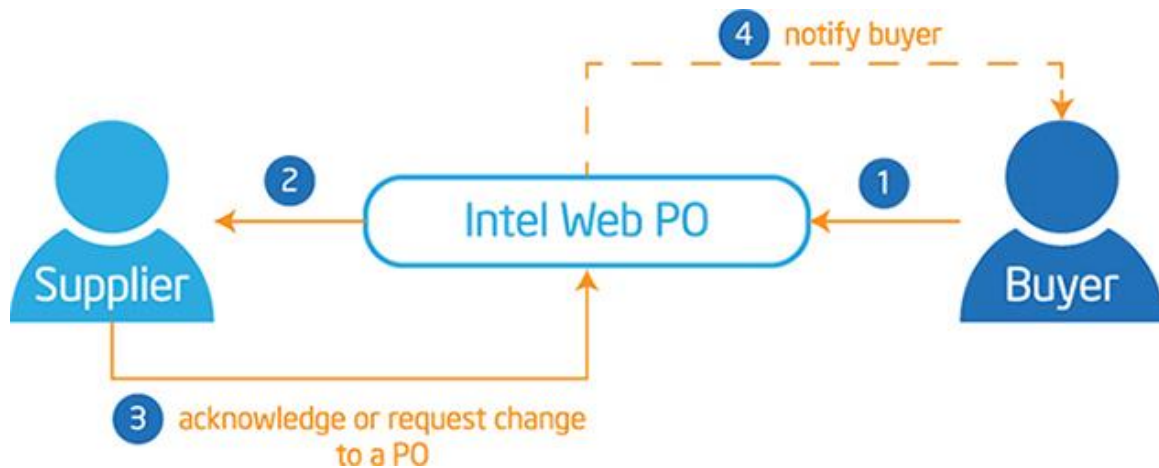 4 notify buyer
2
1
Intel Web PO
Supplier
Buyer
3 acknowledge or request change
to a PO